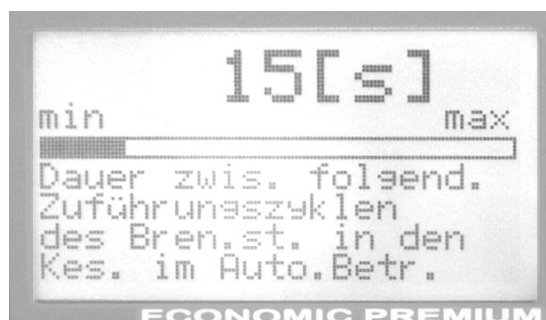 15[s]
min max
Dauer zwis. folgend.
Zuführungszyklen
des Bren.st. in den
Kes. im Auto.Betr.
ECONOMIC PREMIUM